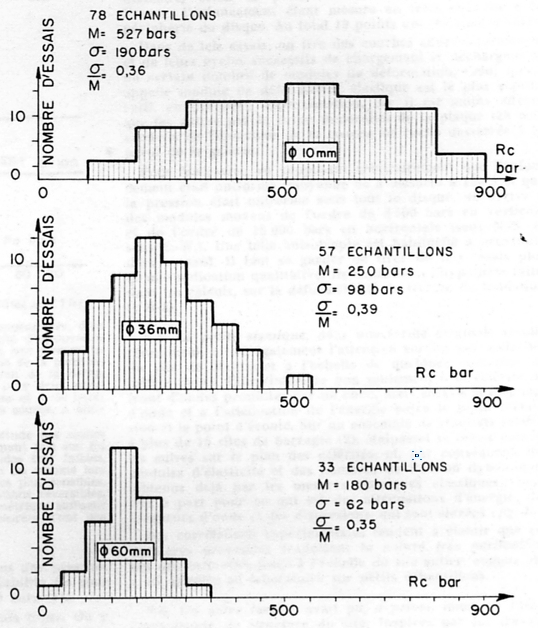 78 ECHANTILLONS
M= 527 bars
σ= 190 bars
σ/M = 0,36
NOMBRE D'ESSAIS
10
0
ϕ 10mm
Rc
bar
0
500
900
NOMBRE D'ESSAIS
10
0
57 ECHANTILLONS
M= 250 bars
σ= 98 bars
σ/M = 0,39
ϕ 36mm
Rc bar
0
500
900
NOMBRE D'ESSAIS
10
0
33 ECHANTILLONS
M = 180 bars
σ = 62 bars
σ/M = 0,35
ϕ 60mm
Rc bar
0
500
900